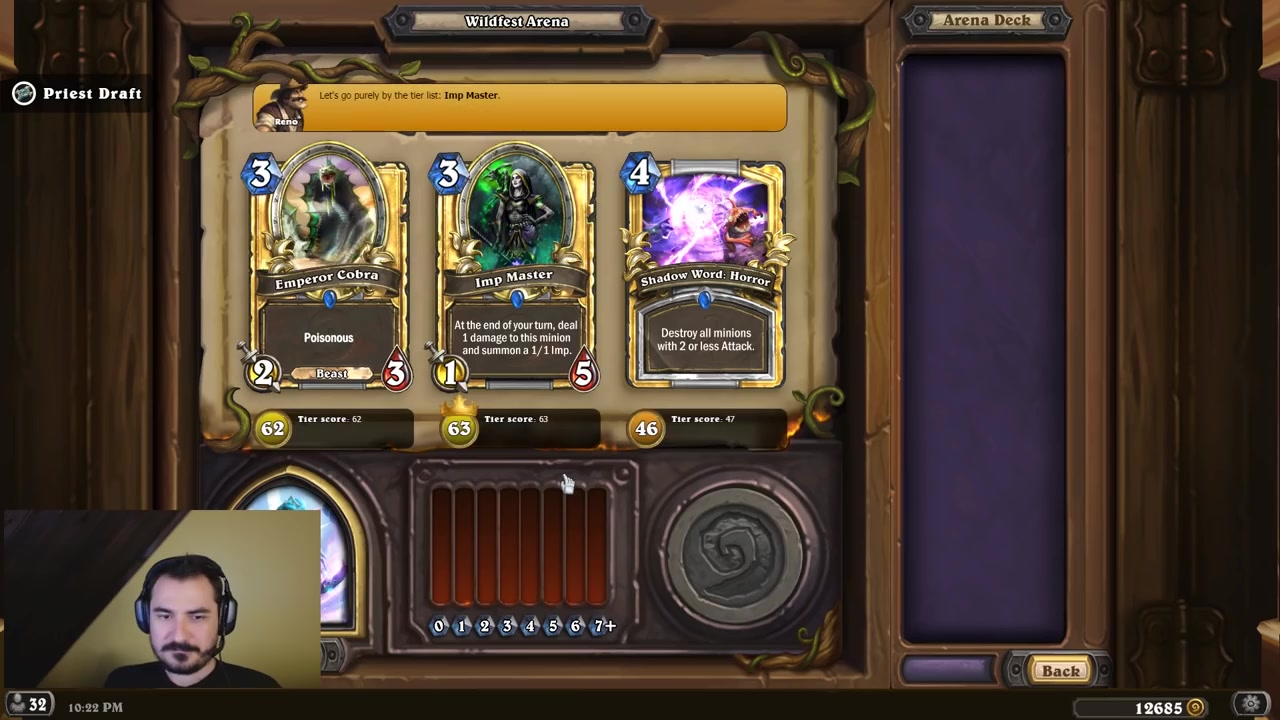 Wildfest Arena
Arena Deck
Priest Draft
Let's go purely by the tier list: Imp Master.
Reno
3
3
4
Emperor Cobra
Imp Master
Shadow Word: Horror
Poisonous
At the end of your turn, deal
1 damage to this minion
and summon a 1/1 Imp.
Destroy all minions
with 2 or less Attack.
2
Beast
3
1
5
62
Tier score: 62
63
Tier score: 63
46
Tier score: 47
0 1 2 3 4 5 6 7+
Back
32
10:22 PM
12685